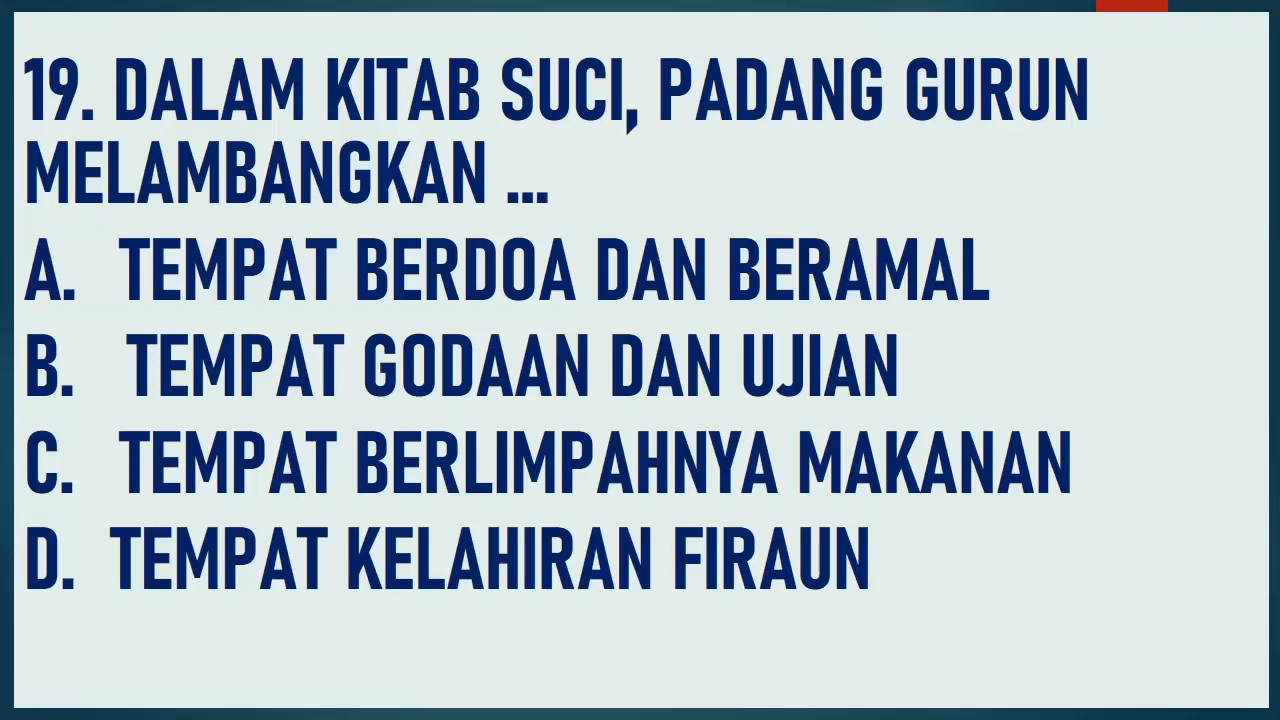 19. DALAM KITAB SUCI, PADANG GURUN
MELAMBANGKAN ...
A. TEMPAT BERDOA DAN BERAMAL
B. TEMPAT GODAAN DAN UJIAN
C. TEMPAT BERLIMPAHNYA MAKANAN
D. TEMPAT KELAHIRAN FIRAUN